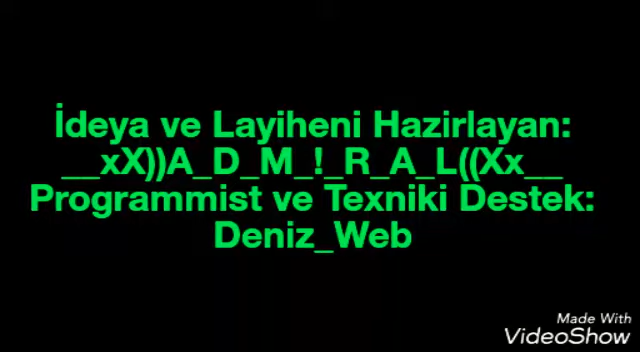 İdeya ve Layiheni Hazirlayan:
__xX))A_D_M_!_R_A_L((Xx__
Programmist ve Texniki Destek:
Deniz_Web
Made With
VideoShow